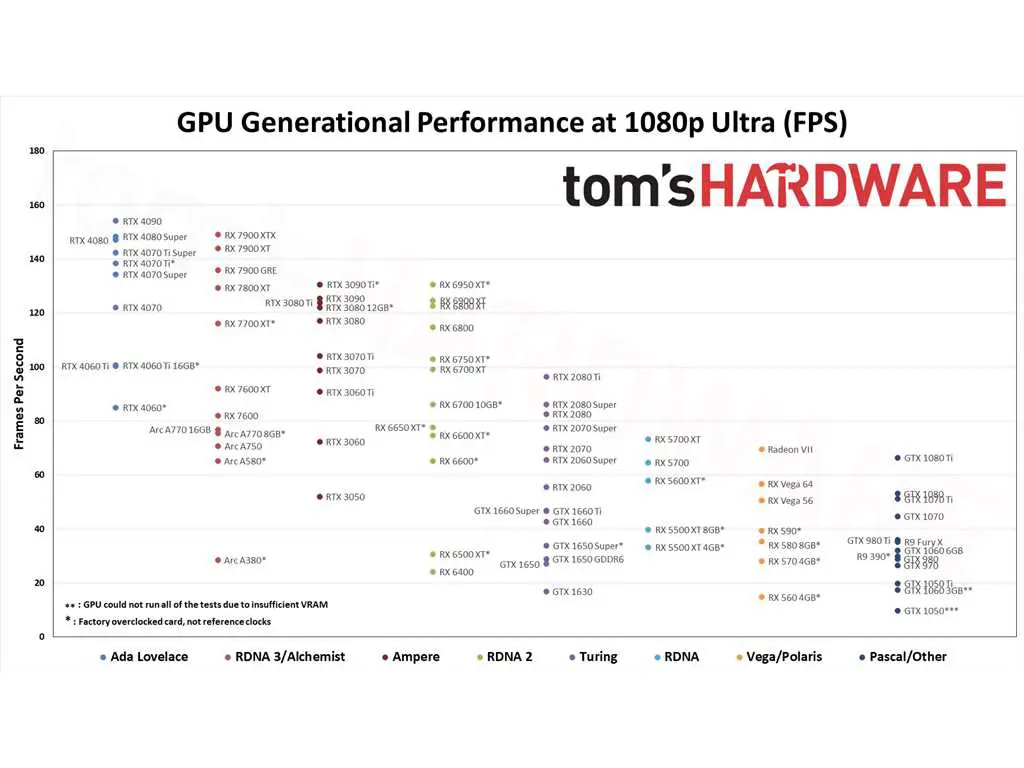 GPU Generational Performance at 1080p Ultra (FPS)
tom's HARDWARE
Frames Per Second
180
160
140
120
100
80
60
40
20
0
RTX 4090
RTX 4080
RTX 4080 Super
RTX 4070 Ti Super
RTX 4070 Ti*
RTX 4070 Super
RTX 4070
RTX 4060 Ti
RTX 4060 Ti 16GB*
RTX 4060*
RX 7900 XTX
RX 7900 XT
RX 7900 GRE
RX 7800 XT
RX 7700 XT*
RX 7600 XT
RX 7600
Arc A770 16GB
Arc A770 8GB*
Arc A750
Arc A580*
Arc A380*
RTX 3090 Ti*
RTX 3090
RTX 3080 Ti
RTX 3080 12GB*
RTX 3080
RTX 3070 Ti
RTX 3070
RTX 3060 Ti
RTX 3060
RTX 3050
RX 6950 XT*
RX 6900 XT
RX 6800 XT
RX 6800
RX 6750 XT*
RX 6700 XT
RX 6700 10GB*
RX 6650 XT*
RX 6600 XT*
RX 6600*
RX 6500 XT*
RX 6400
RTX 2080 Ti
RTX 2080 Super
RTX 2080
RTX 2070 Super
RTX 2070
RTX 2060 Super
RTX 2060
GTX 1660 Super
GTX 1660 Ti
GTX 1660
GTX 1650 Super*
GTX 1650 GDDR6
GTX 1650
GTX 1630
RX 5700 XT
RX 5700
RX 5600 XT*
RX 5500 XT 8GB*
RX 5500 XT 4GB*
Radeon VII
RX Vega 64
RX Vega 56
RX 590*
RX 580 8GB*
RX 570 4GB*
RX 560 4GB*
GTX 1080 Ti
GTX 1080
GTX 1070 Ti
GTX 1070
GTX 980 Ti
R9 Fury X
GTX 1060 6GB
R9 390*
GTX 980
GTX 970
GTX 1050 Ti
GTX 1060 3GB**
GTX 1050***
** : GPU could not run all of the tests due to insufficient VRAM
* : Factory overclocked card, not reference clocks
Ada Lovelace
RDNA 3/Alchemist
Ampere
RDNA 2
Turing
RDNA
Vega/Polaris
Pascal/Other